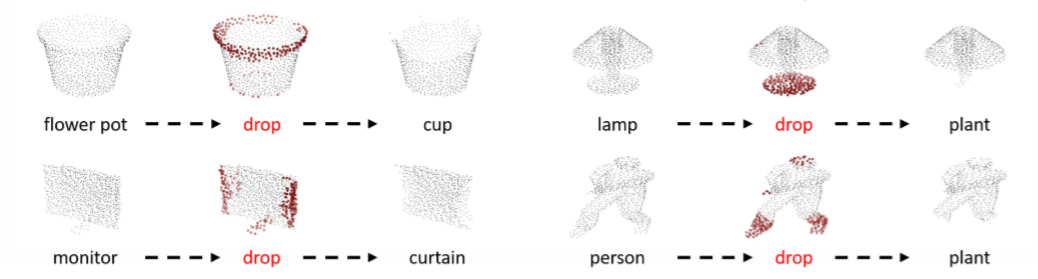 flower pot drop cup lamp drop plant
monitor drop curtain person drop plant